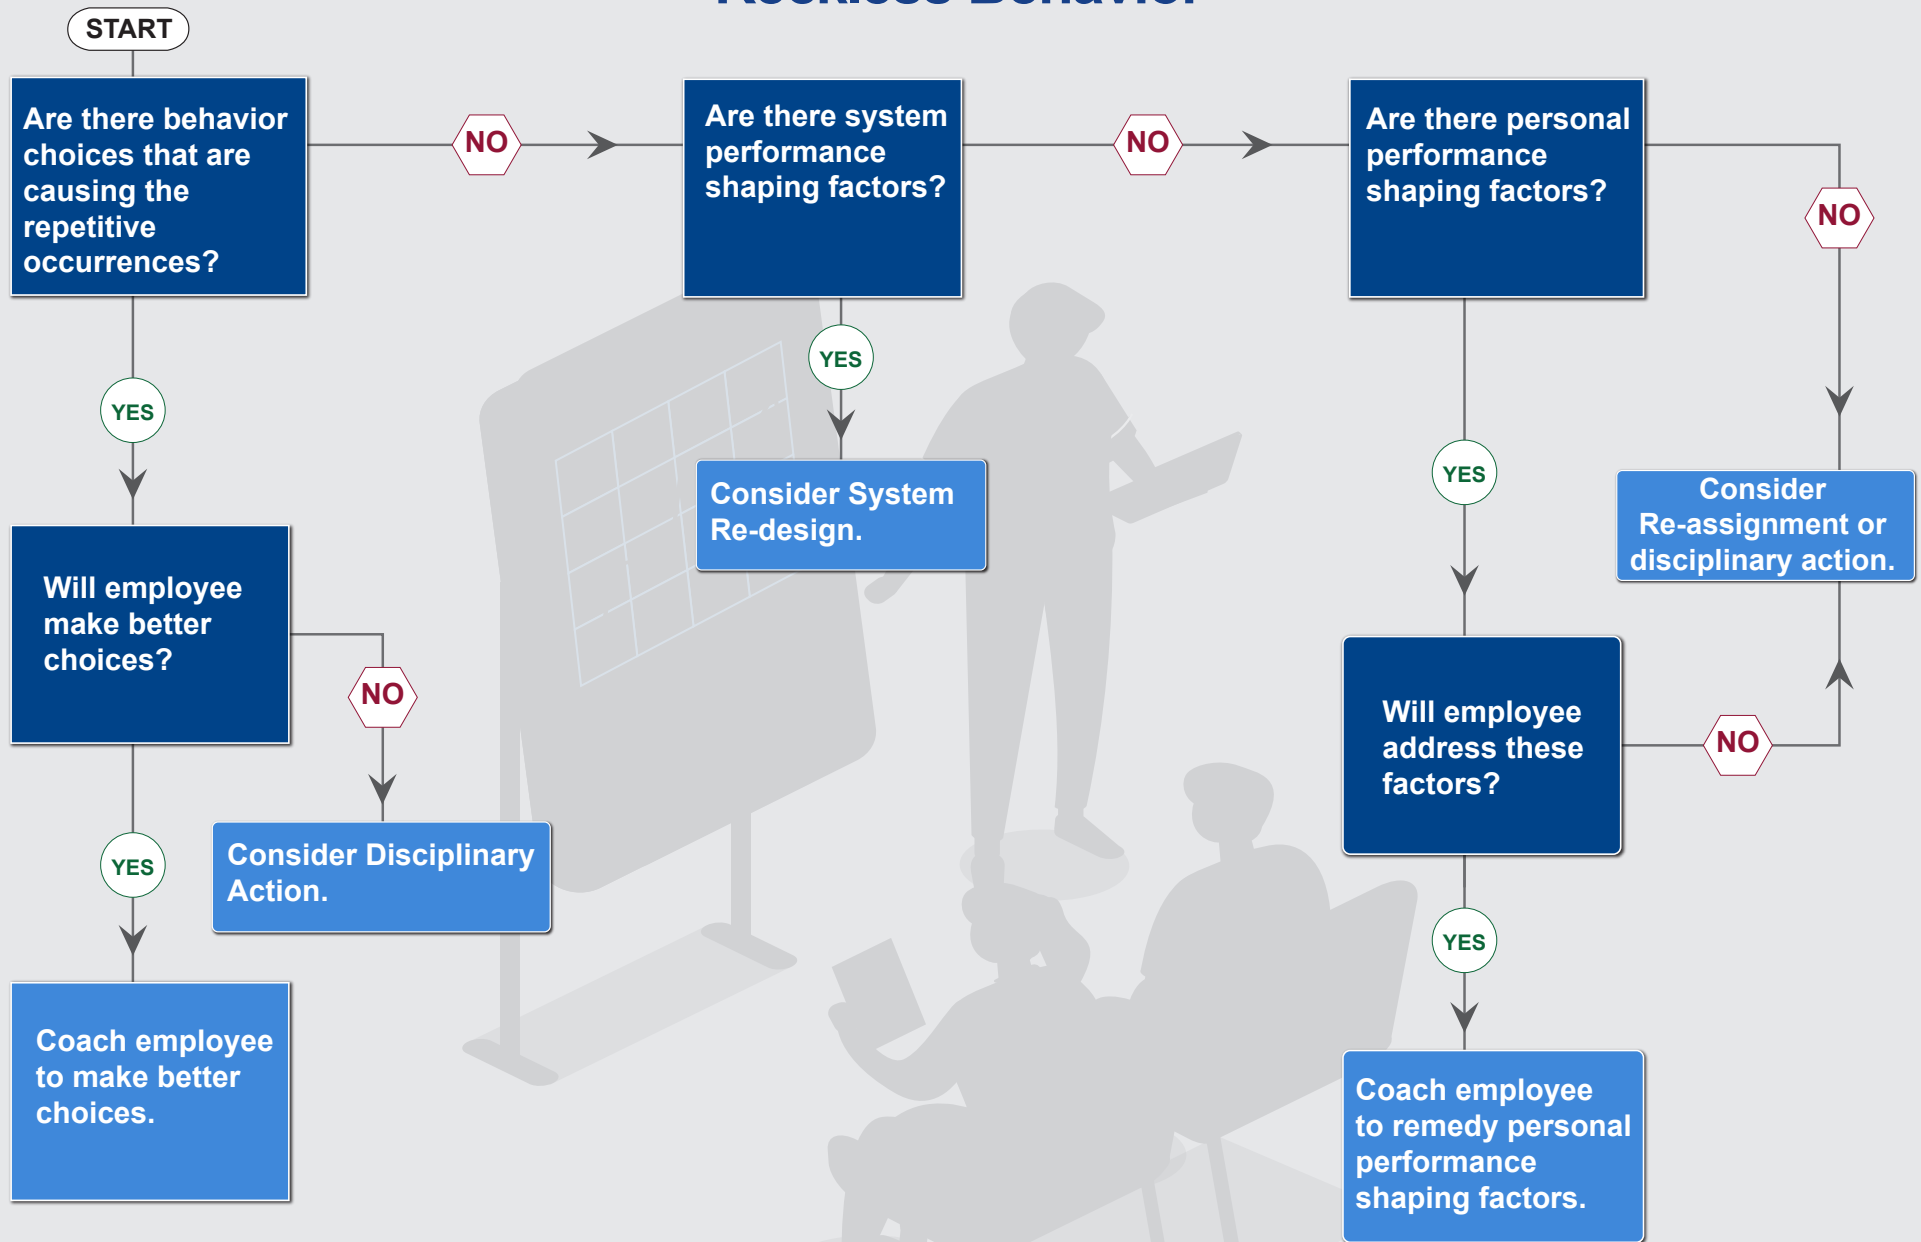 Reckless Behavior
START
Are there behavior
choices that are
causing the
repetitive
occurrences?
NO
Are there system
performance
shaping factors?
NO
Are there personal
performance
shaping factors?
NO
YES
YES
YES
Consider System
Re-design.
Consider
Re-assignment or
disciplinary action.
Will employee
make better
choices?
NO
Will employee
address these
factors?
NO
YES
Consider Disciplinary
Action.
YES
Coach employee
to make better
choices.
Coach employee
to remedy personal
performance
shaping factors.